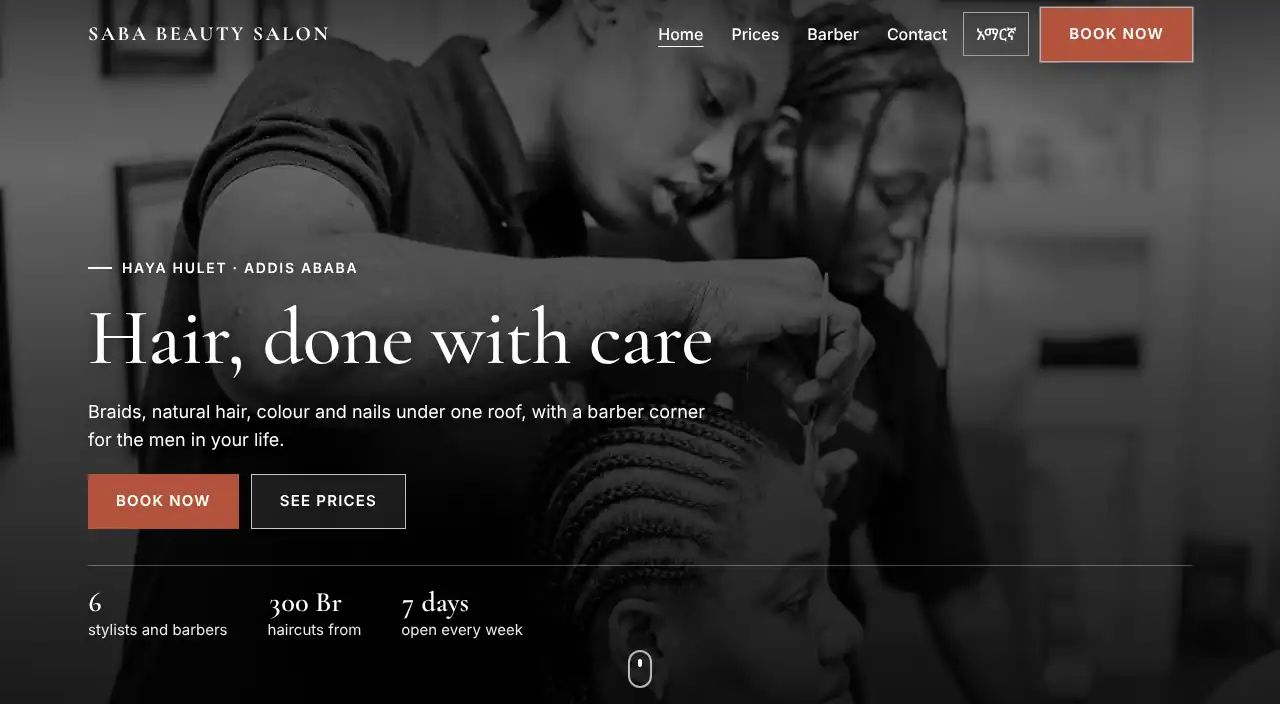 SABA BEAUTY SALON
Home Prices Barber Contact አማርኛ BOOK NOW
HAYA HULET · ADDIS ABABA
Hair, done with care
Braids, natural hair, colour and nails under one roof, with a barber corner
for the men in your life.
BOOK NOW SEE PRICES
6 300 Br 7 days
stylists and barbers haircuts from open every week